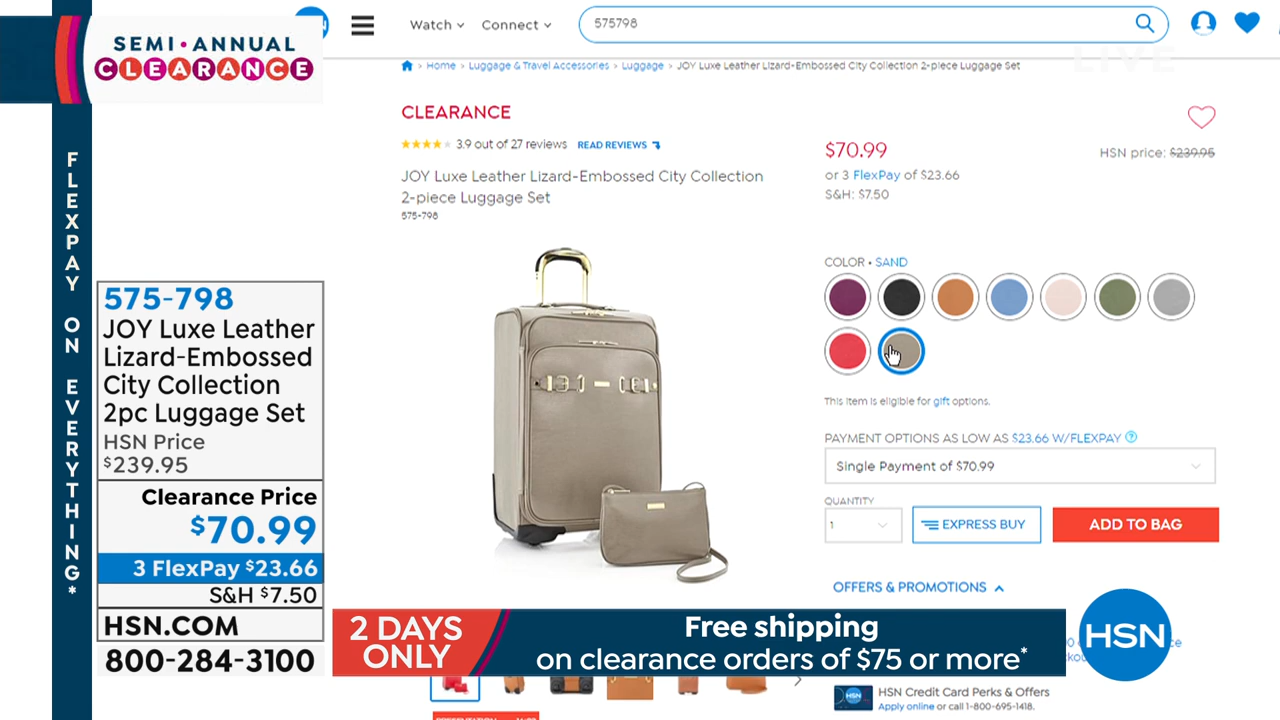 SEMI•ANNUAL
CLEARANCE
FLEXPAY ON EVERYTHING*
575-798
JOY Luxe Leather
Lizard-Embossed
City Collection
2pc Luggage Set
HSN Price
$239.95
Clearance Price
$70.99
3 FlexPay $23.66
S&H $7.50
HSN.COM
800-284-3100
Watch
Connect
575798
LIVE
> Home > Luggage & Travel Accessories > Luggage > JOY Luxe Leather Lizard-Embossed City Collection 2-piece Luggage Set
CLEARANCE
3.9 out of 27 reviews READ REVIEWS
JOY Luxe Leather Lizard-Embossed City Collection
2-piece Luggage Set
575-798
$70.99
HSN price: $239.95
or 3 FlexPay of $23.66
S&H: $7.50
COLOR • SAND
This item is eligible for gift options.
PAYMENT OPTIONS AS LOW AS $23.66 W/FLEXPAY ?
Single Payment of $70.99
QUANTITY
1
EXPRESS BUY
ADD TO BAG
OFFERS & PROMOTIONS
2 DAYS
ONLY
Free shipping
on clearance orders of $75 or more*
HSN
HSN
HSN Credit Card Perks & Offers
Apply online or call 1-800-695-1418.